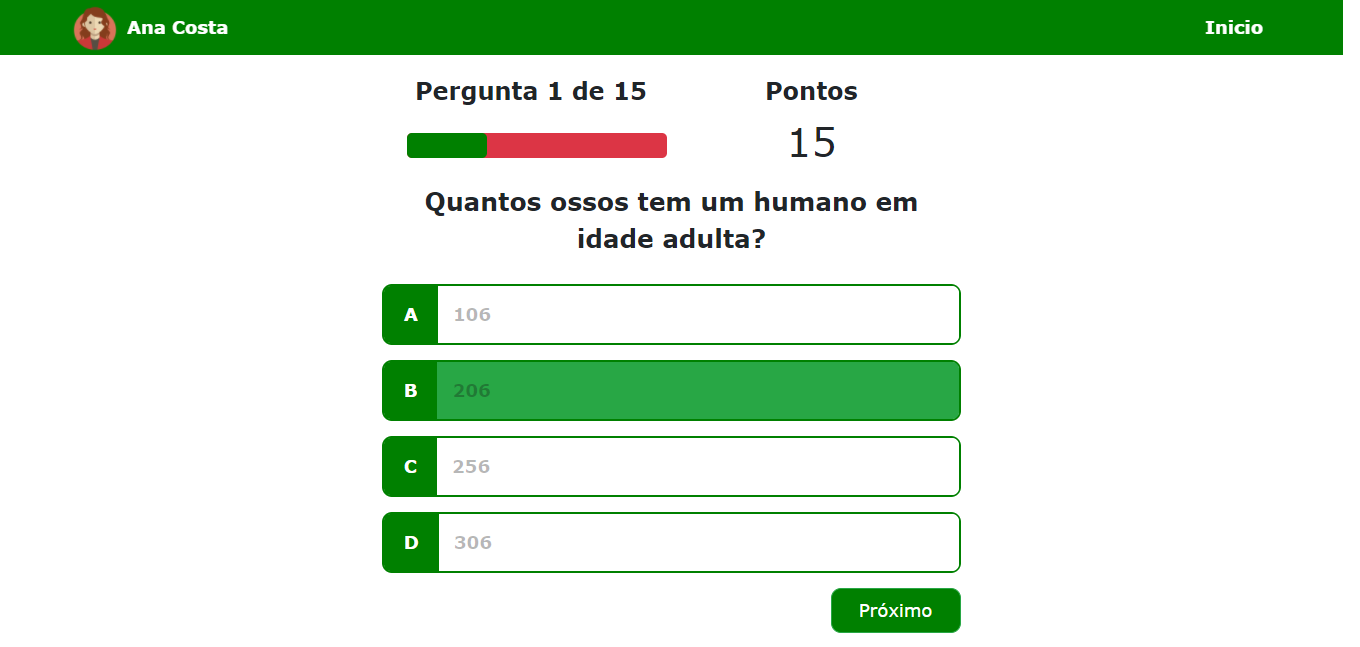 Ana Costa
Inicio
Pergunta 1 de 15
Pontos
15
Quantos ossos tem um humano em
idade adulta?
A
106
B
206
C
256
D
306
Próximo